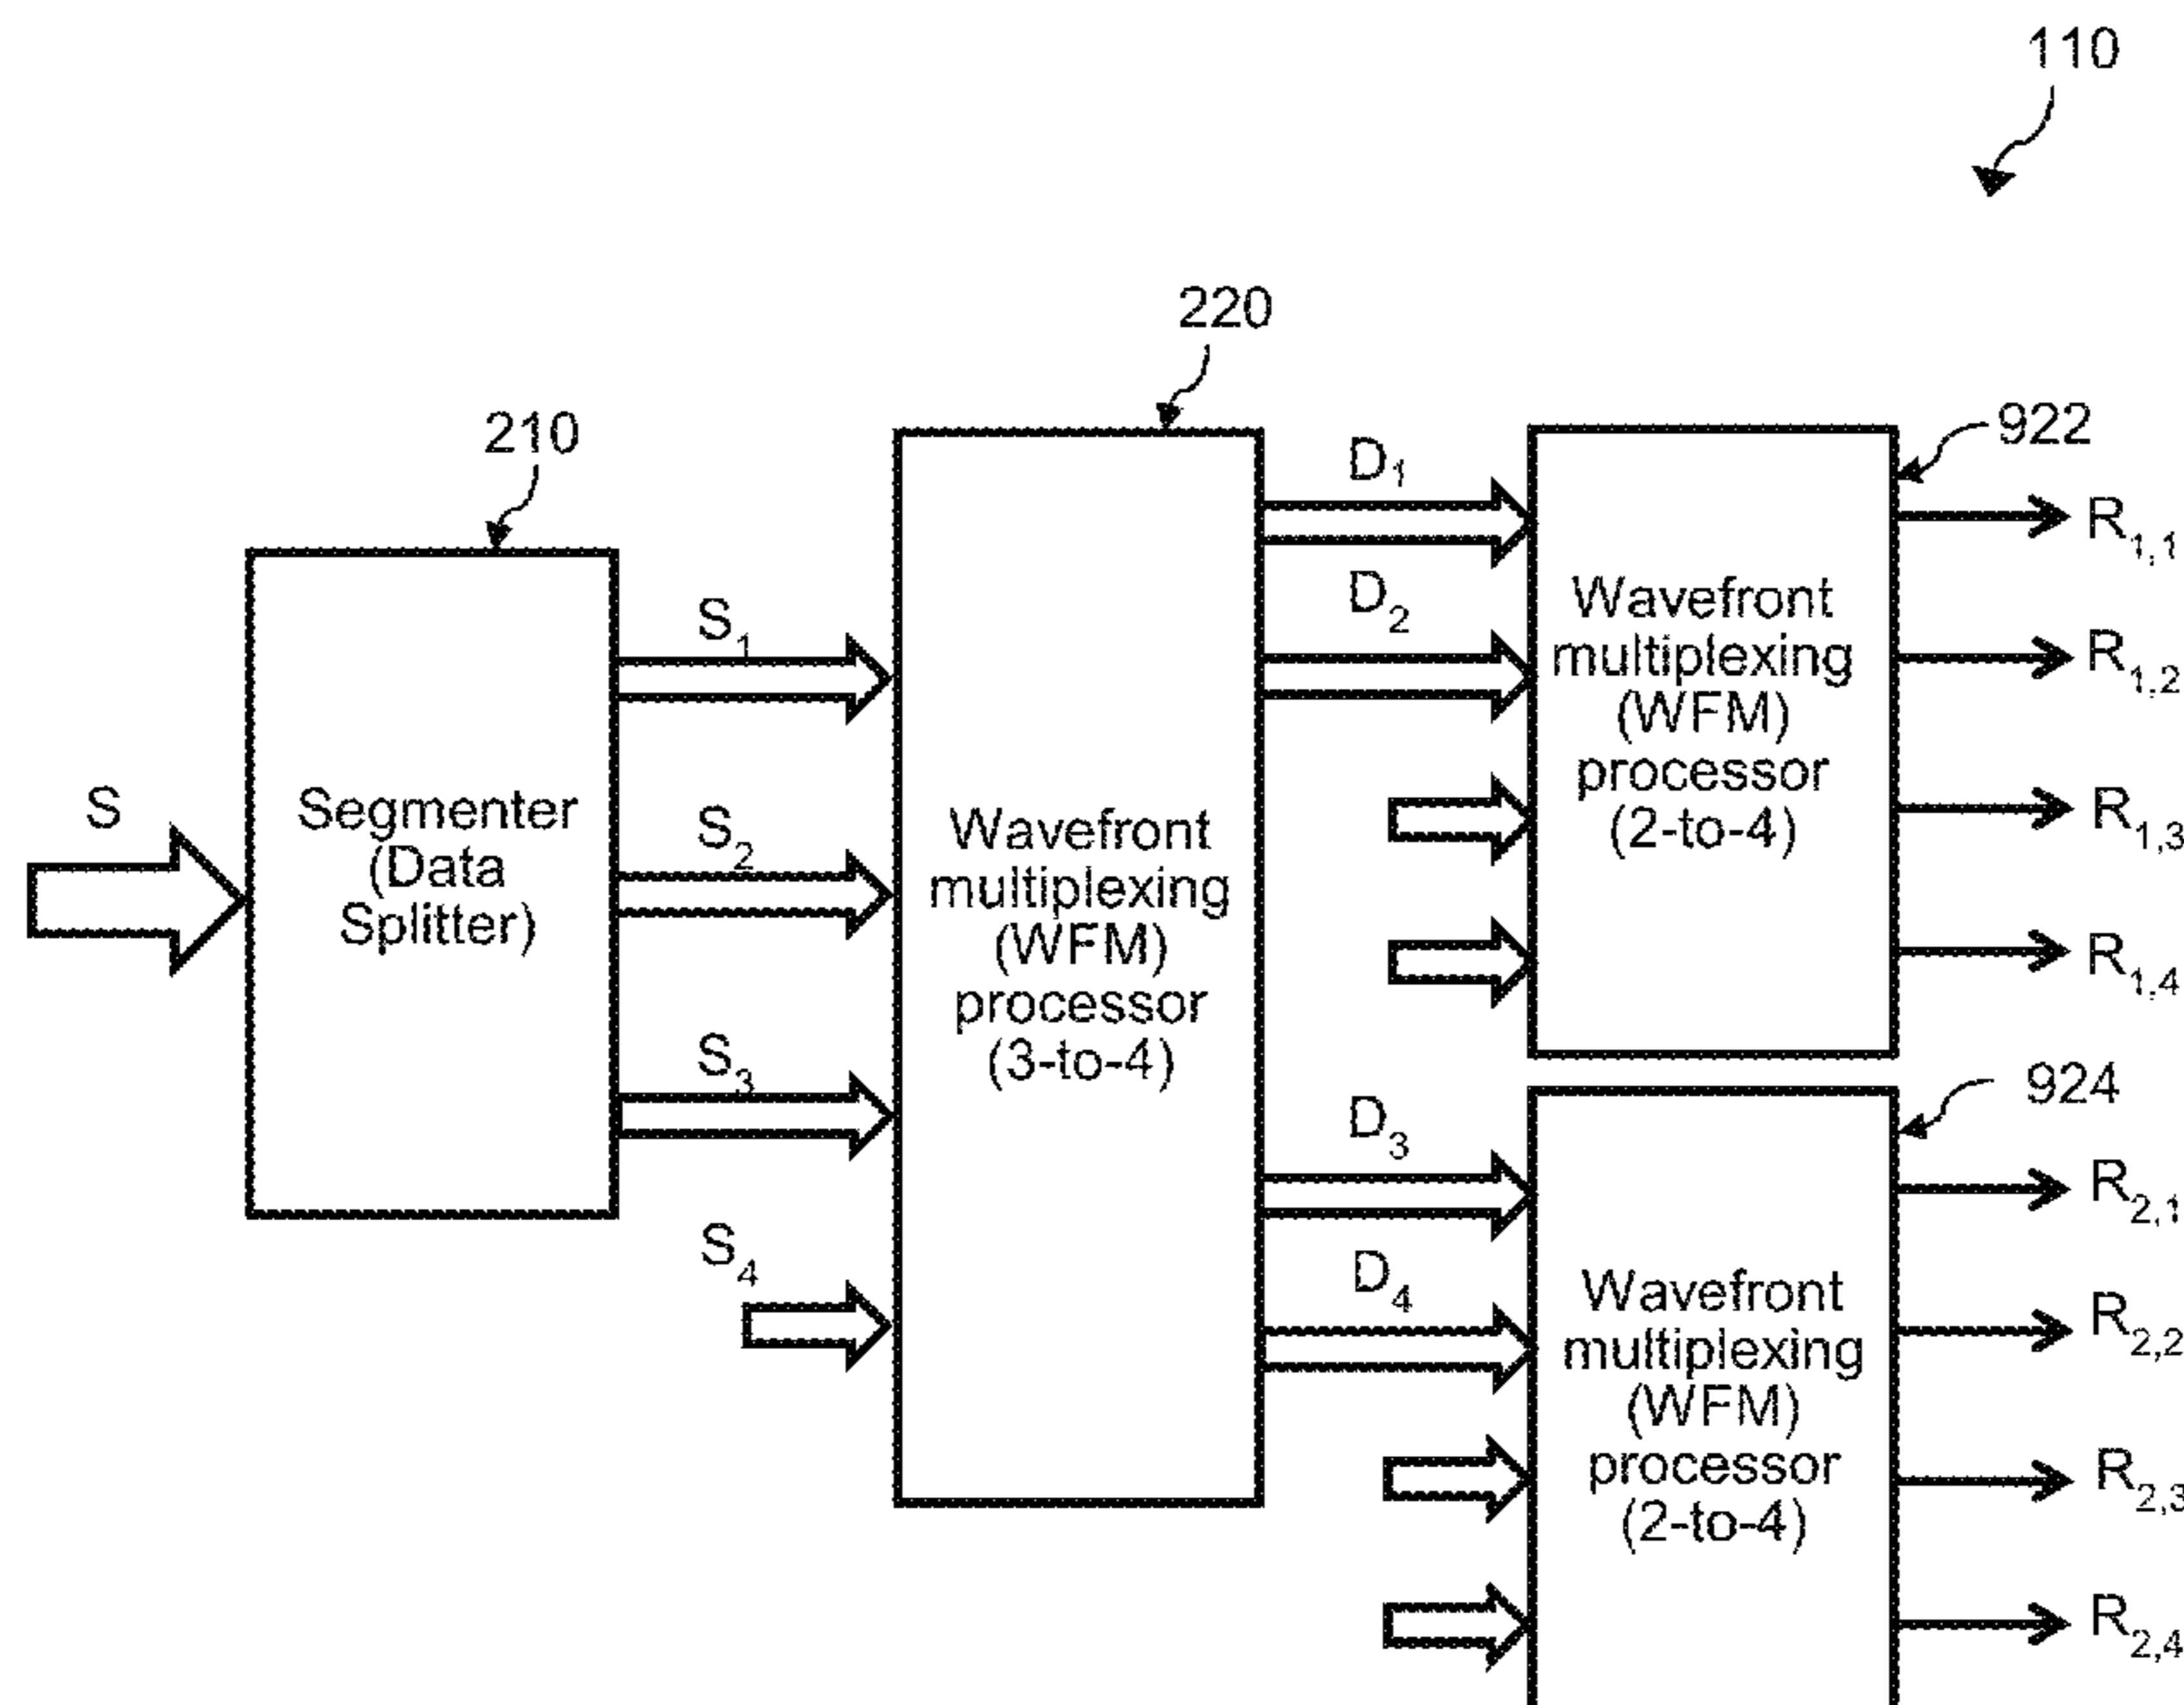 110
220
210
922
D1
R1,1
D2
Wavefront
multiplexing
(WFM)
processor
(2-to-4)
S1
R1,2
S
Segmenter
(Data
Splitter)
S2
Wavefront
multiplexing
(WFM)
processor
(3-to-4)
R1,3
R1,4
S3
924
D3
R2,1
S4
D4
Wavefront
multiplexing
(WFM)
processor
(2-to-4)
R2,2
R2,3
R2,4